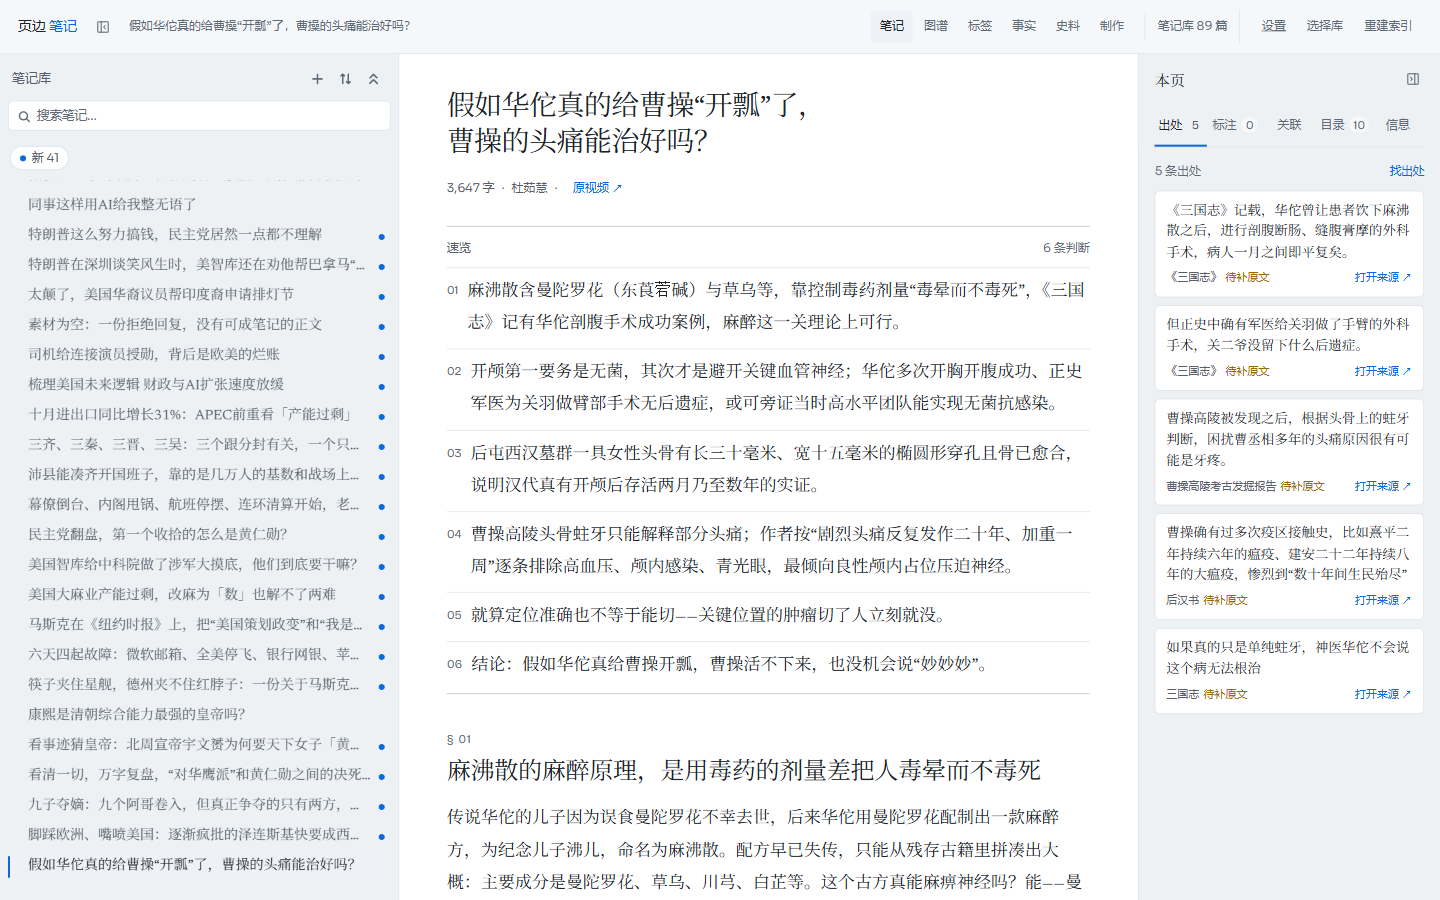 页边 笔记
假如华佗真的给曹操“开瓢”了，曹操的头痛能治好吗？
笔记 图谱 标签 事实 史料 制作 笔记库 89 篇 设置 选择库 重建索引
笔记库
搜索笔记...
新 41
同事这样用AI给我整无语了
特朗普这么努力搞钱，民主党居然一点都不理解
特朗普在深圳谈笑风生时，美智库还在劝他帮巴拿马“...
太颠了，美国华裔议员帮印度裔申请排灯节
素材为空：一份拒绝回复，没有可成笔记的正文
司机给连接演员授勋，背后是欧美的烂账
梳理美国未来逻辑 财政与AI扩张速度放缓
十月进出口同比增长31%：APEC前重看「产能过剩」
三齐、三秦、三晋、三吴：三个跟分封有关，一个只...
沛县能凑齐开国班子，靠的是几万人的基数和战场上...
幕僚倒台、内阁甩锅、航班停摆、连环清算开始，老...
民主党翻盘，第一个收拾的怎么是黄仁勋？
美国智库给中科院做了涉军大摸底，他们到底要干嘛？
美国大麻业产能过剩，改麻为「数」也解不了两难
马斯克在《纽约时报》上，把“美国策划政变”和“我是...
六天四起故障：微软邮箱、全美停飞、银行网银、苹...
筷子夹住星舰，德州夹不住红脖子：一份关于马斯克...
康熙是清朝综合能力最强的皇帝吗？
看事迹猜皇帝：北周宣帝宇文赟为何要天下女子「黄...
看清一切，万字复盘，“对华鹰派”和黄仁勋之间的决死...
九子夺嫡：九个阿哥卷入，但真正争夺的只有两方，...
脚踩欧洲、嘴喷美国：逐渐疯批的泽连斯基快要成西...
假如华佗真的给曹操“开瓢”了，曹操的头痛能治好吗？
假如华佗真的给曹操“开瓢”了，
曹操的头痛能治好吗？
3,647 字 · 杜茹慧 · 原视频 ↗
速览 6 条判断
01 麻沸散含曼陀罗花（东莨菪碱）与草乌等，靠控制毒药剂量“毒晕而不毒死”，《三国
志》记有华佗剖腹手术成功案例，麻醉这一关理论上可行。
02 开颅第一要务是无菌，其次才是避开关键血管神经；华佗多次开胸开腹成功、正史
军医为关羽做臂部手术无后遗症，或可旁证当时高水平团队能实现无菌抗感染。
03 后屯西汉墓群一具女性头骨有长三十毫米、宽十五毫米的椭圆形穿孔且骨已愈合，
说明汉代真有开颅后存活两月乃至数年的实证。
04 曹操高陵头骨蛀牙只能解释部分头痛；作者按“剧烈头痛反复发作二十年、加重一
周”逐条排除高血压、颅内感染、青光眼，最倾向良性颅内占位压迫神经。
05 就算定位准确也不等于能切——关键位置的肿瘤切了人立刻就没。
06 结论：假如华佗真给曹操开瓢，曹操活不下来，也没机会说“妙妙妙”。
§ 01
麻沸散的麻醉原理，是用毒药的剂量差把人毒晕而不毒死
传说华佗的儿子因为误食曼陀罗花不幸去世，后来华佗用曼陀罗花配制出一款麻醉
方，为纪念儿子沸儿，命名为麻沸散。配方早已失传，只能从残存古籍里拼凑出大
概：主要成分是曼陀罗花、草乌、川芎、白芷等。这个古方真能麻痹神经吗？能——曼
本页
出处 5 标注 0 关联 目录 10 信息
5 条出处 找出处
《三国志》记载，华佗曾让患者饮下麻沸
散之后，进行剖腹断肠、缝腹膏摩的外科
手术，病人一月之间即平复矣。
《三国志》 待补原文 打开来源 ↗
但正史中确有军医给关羽做了手臂的外科
手术，关二爷没留下什么后遗症。
《三国志》 待补原文 打开来源 ↗
曹操高陵被发现之后，根据头骨上的蛀牙
判断，困扰曹丞相多年的头痛原因很有可
能是牙疼。
曹操高陵考古发掘报告 待补原文 打开来源 ↗
曹操确有过多次疫区接触史，比如熹平二
年持续六年的瘟疫、建安二十二年持续八
年的大瘟疫，惨烈到“数十年间生民殆尽”
后汉书 待补原文 打开来源 ↗
如果真的只是单纯蛀牙，神医华佗不会说
这个病无法根治
三国志 待补原文 打开来源 ↗